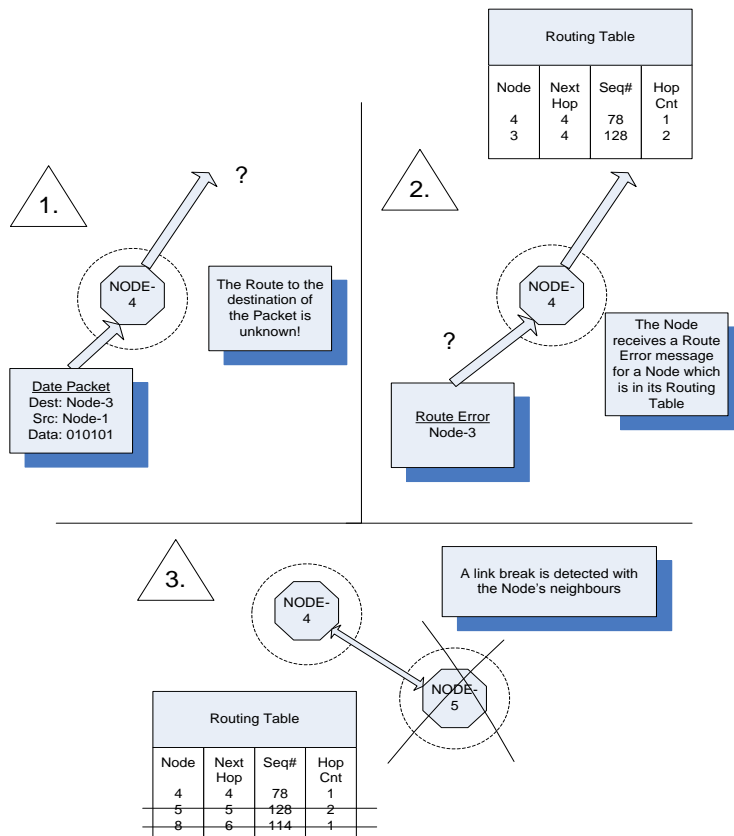 1.
?
NODE-
4
The Route to the
destination of
the Packet is
unknown!
Date Packet
Dest: Node-3
Src: Node-1
Data: 010101
2.
Routing Table
Node Next Hop Seq# Hop Cnt
4 4 78 1
3 4 128 2
NODE-
4
?
The Node
receives a Route
Error message
for a Node which
is in its Routing
Table
Route Error
Node-3
3.
NODE-
4
A link break is detected with
the Node's neighbours
NODE-
5
Routing Table
Node Next Hop Seq# Hop Cnt
4 4 78 1
5 5 128 2
8 6 114 1